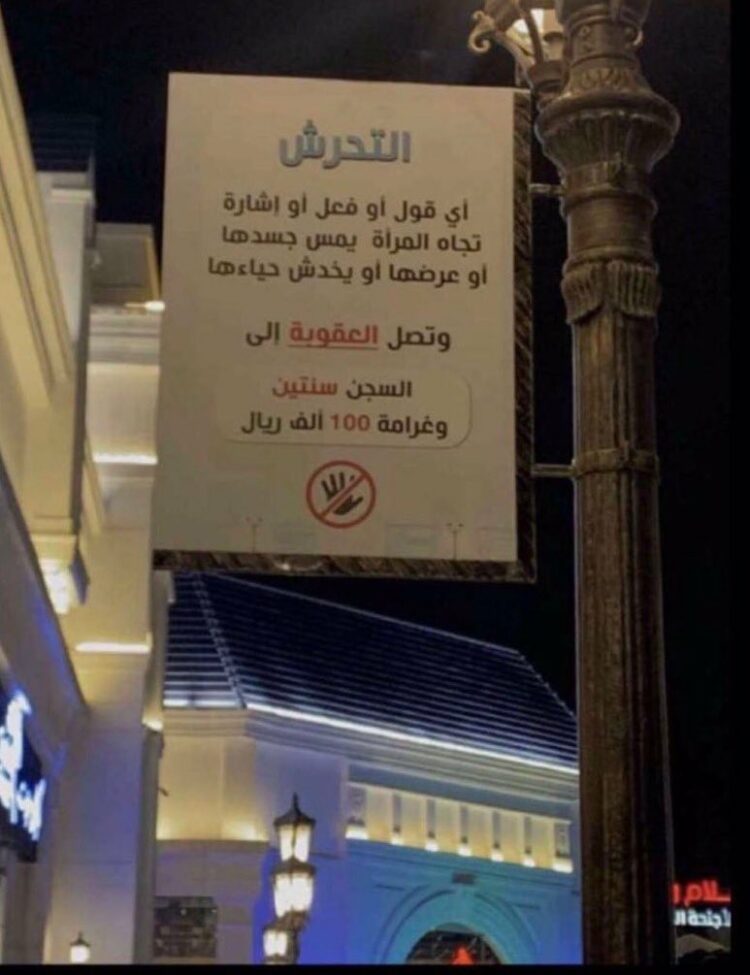 التحرش
أي قول أو فعل أو إشارة
تجاه المرأة يمس جسدها
أو عرضها أو يخدش حياءها
وتصل العقوبة إلى
السجن سنتين
وغرامة 100 ألف ريال